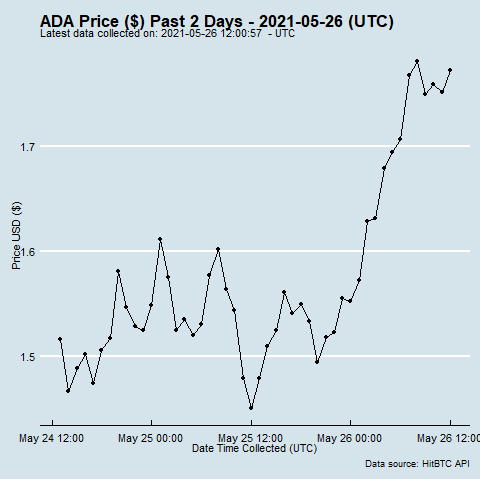 ADA Price ($) Past 2 Days - 2021-05-26 (UTC)
Latest data collected on: 2021-05-26 12:00:57 - UTC
1.7
1.6
1.5
Price USD ($)
May 24 12:00 May 25 00:00 May 25 12:00 May 26 00:00 May 26 12:00
Date Time Collected (UTC)
Data source: HitBTC API